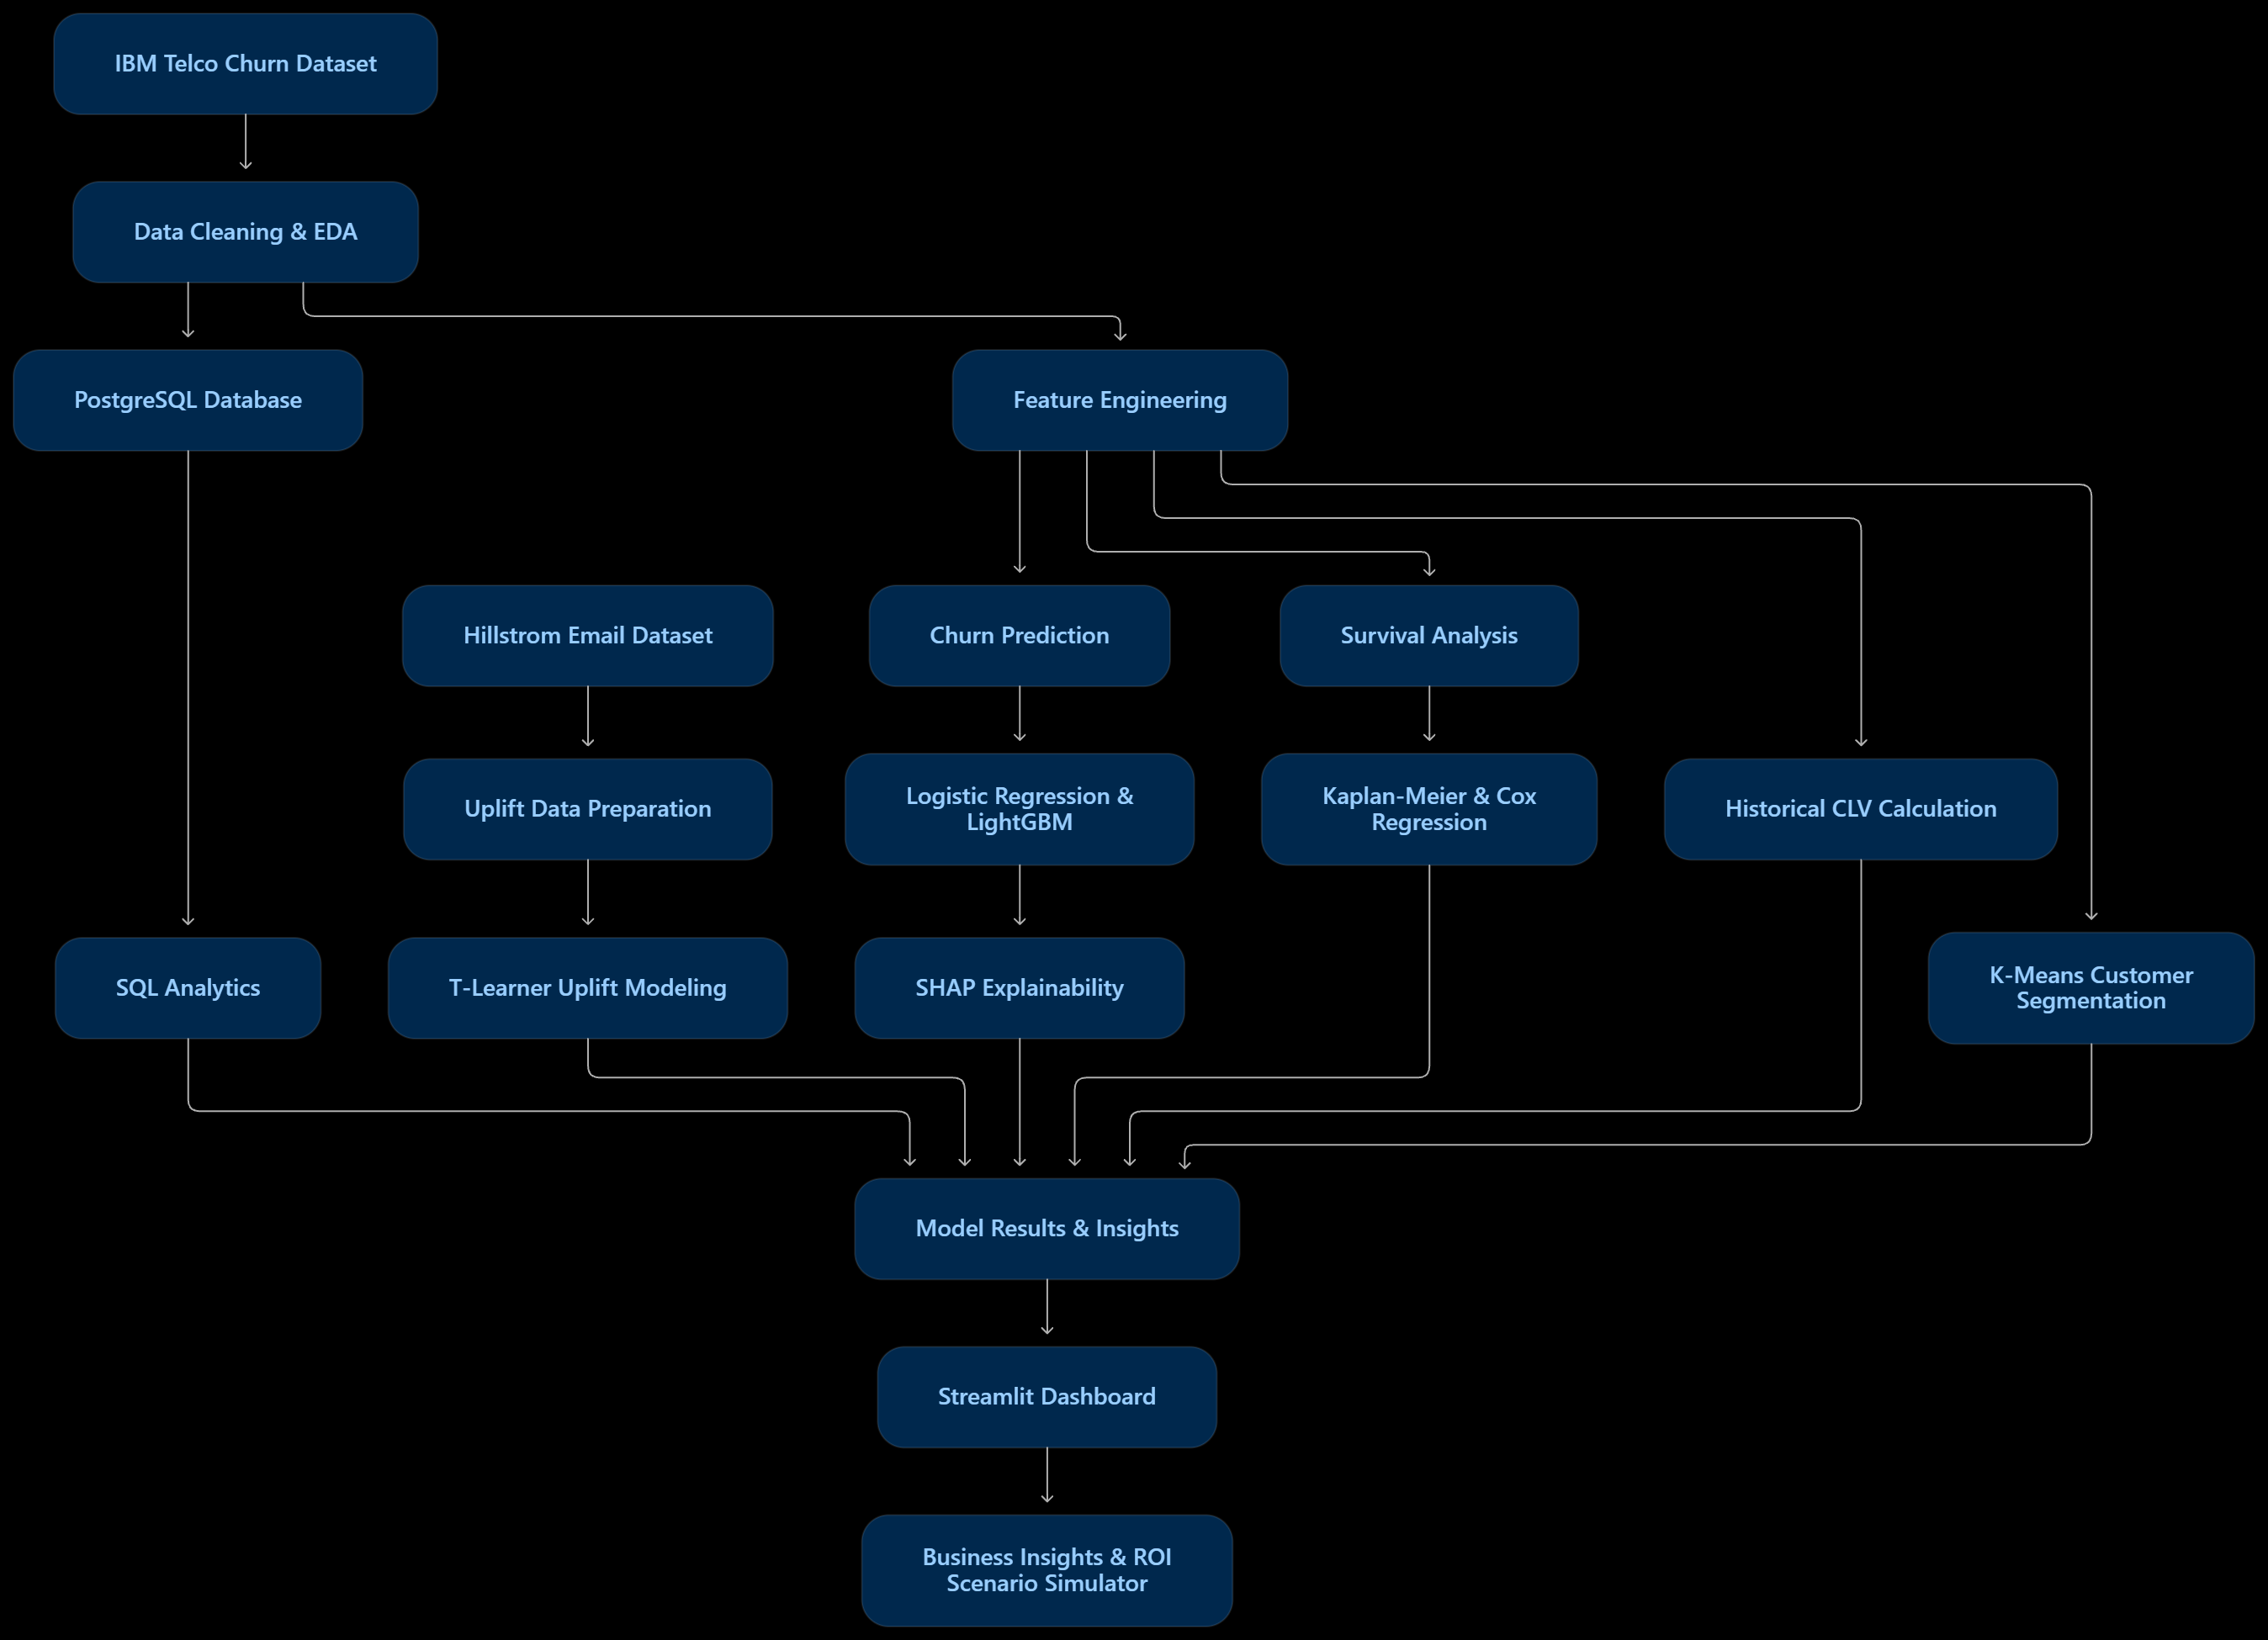 IBM Telco Churn Dataset
Data Cleaning & EDA
PostgreSQL Database
Feature Engineering
Hillstrom Email Dataset
Churn Prediction
Survival Analysis
Uplift Data Preparation
Logistic Regression &
LightGBM
Kaplan-Meier & Cox
Regression
Historical CLV Calculation
SQL Analytics
T-Learner Uplift Modeling
SHAP Explainability
K-Means Customer
Segmentation
Model Results & Insights
Streamlit Dashboard
Business Insights & ROI
Scenario Simulator